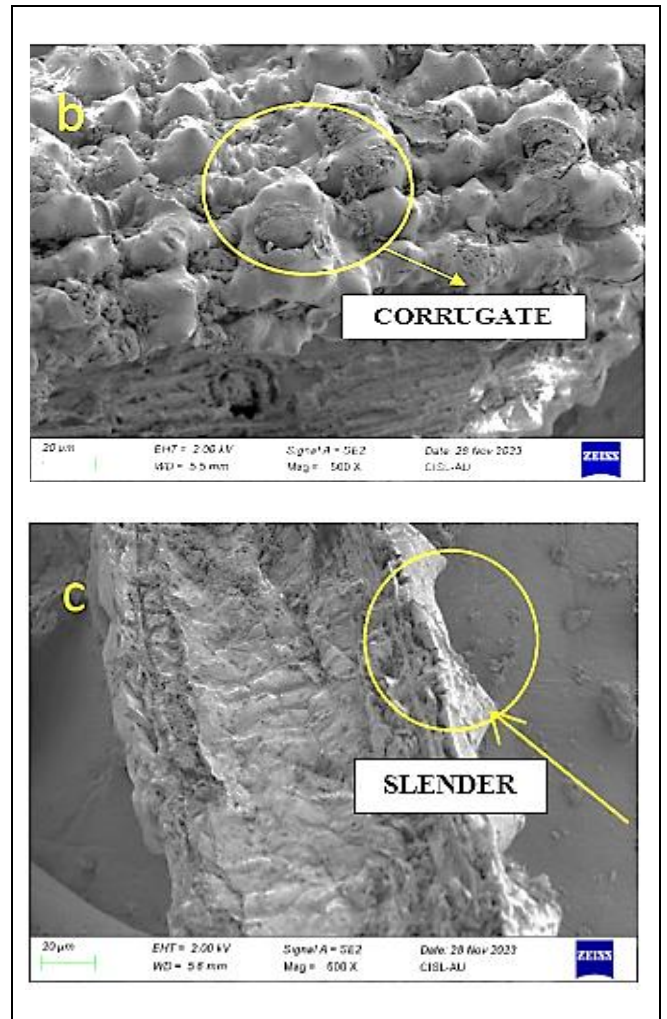 b
CORRUGATE
20 µm EHT = 2.00 kV Signal A = SE2 Date: 28 Nov 2023 ZEISS
WD = 5.5 mm Mag = 500 X CISL-AU
c
SLENDER
20 µm EHT = 2.00 kV Signal A = SE2 Date: 28 Nov 2023 ZEISS
WD = 5.6 mm Mag = 600 X CISL-AU